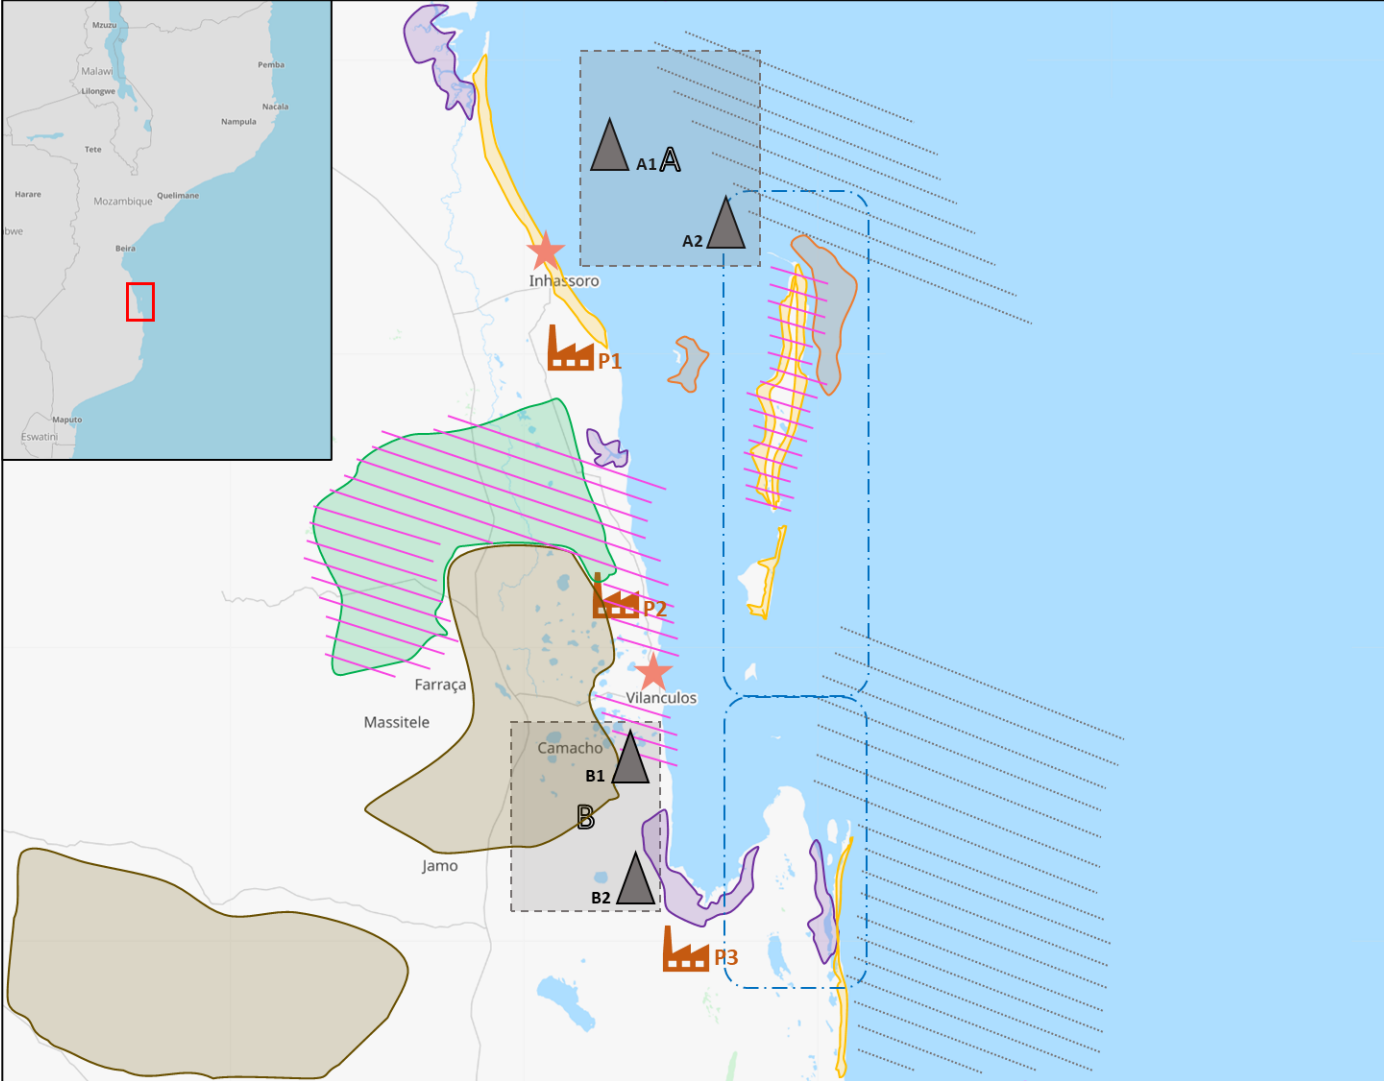 Mzuzu
Pemba
Malawi
Lilongwe
Nacala
Nampula
Tete
Harare
Mozambique
Quelimane
bwe
Beira
Maputo
Eswatini
A1
A
A2
Inhassoro
P1
P2
Farraça
Vilanculos
Massitele
Camacho
B1
B
Jamo
B2
P3